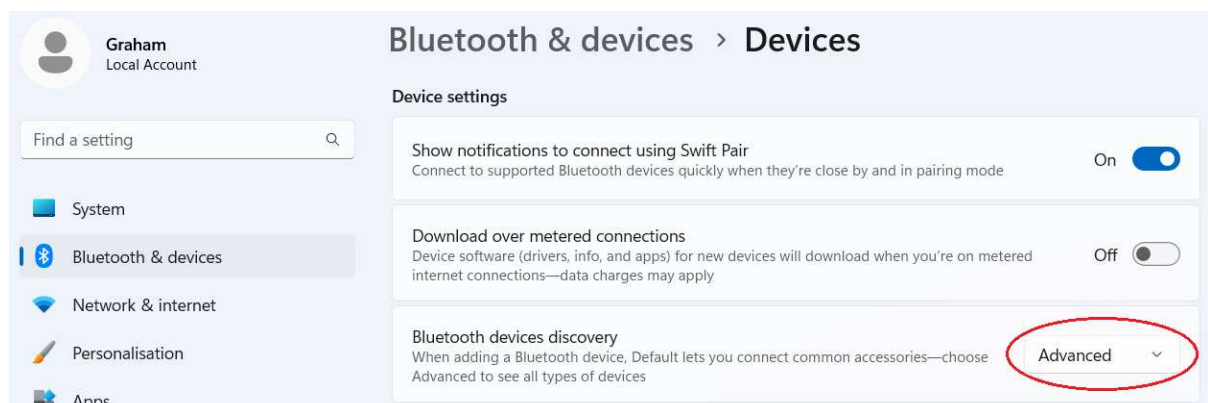 Graham
Local Account
Find a setting
System
Bluetooth & devices
Network & internet
Personalisation
Apps
Bluetooth & devices > Devices
Device settings
Show notifications to connect using Swift Pair
Connect to supported Bluetooth devices quickly when they're close by and in pairing mode
On
Download over metered connections
Device software (drivers, info, and apps) for new devices will download when you're on metered
internet connections—data charges may apply
Off
Bluetooth devices discovery
When adding a Bluetooth device, Default lets you connect common accessories—choose
Advanced to see all types of devices
Advanced